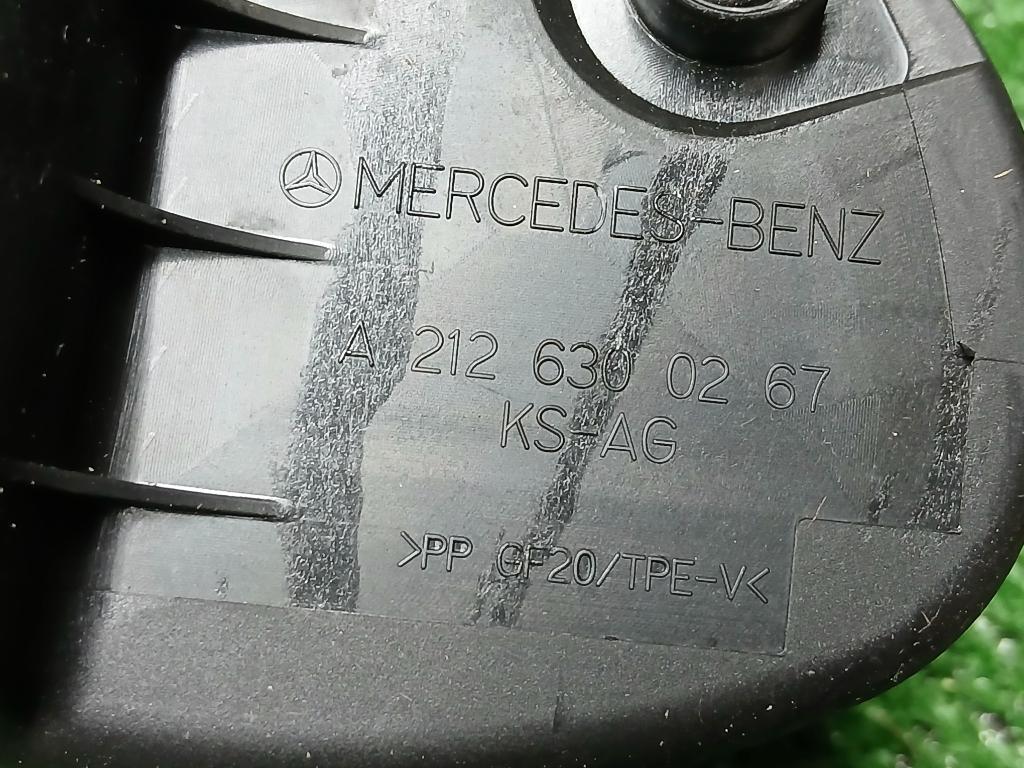 MERCEDES-BENZ
A 212 630 02 67
KS-AG
>PP GF20/TPE-V<